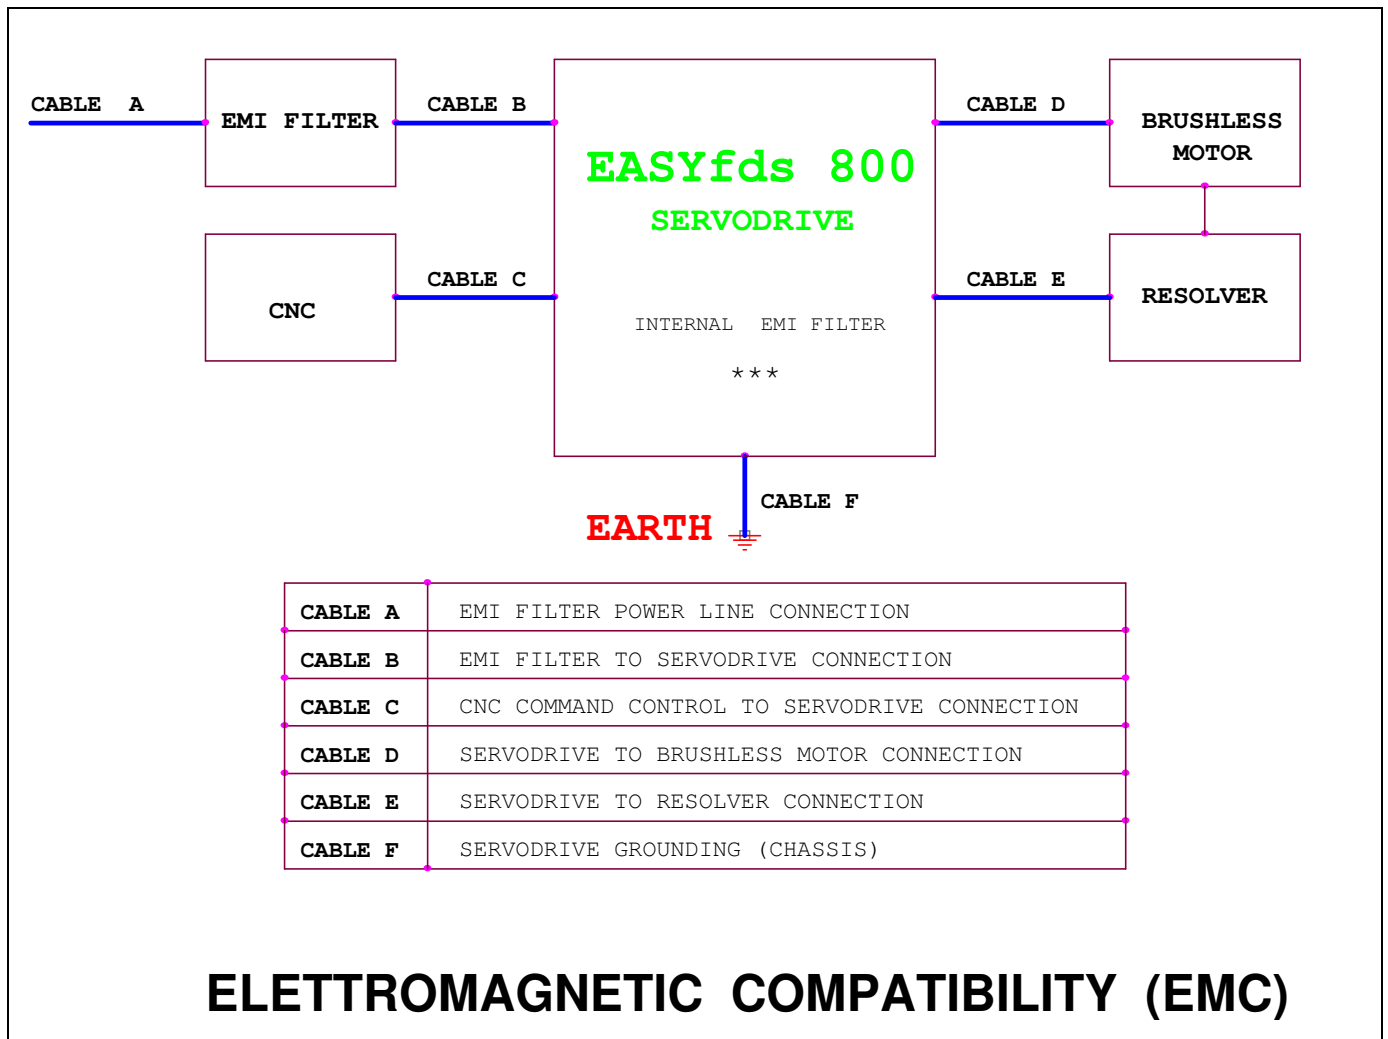 CABLE A
EMI FILTER
CABLE B
CABLE D
BRUSHLESS
MOTOR
EASYfds 800
SERVODRIVE
CNC
CABLE C
CABLE E
RESOLVER
INTERNAL EMI FILTER
***
CABLE F
EARTH
CABLE A EMI FILTER POWER LINE CONNECTION
CABLE B EMI FILTER TO SERVODRIVE CONNECTION
CABLE C CNC COMMAND CONTROL TO SERVODRIVE CONNECTION
CABLE D SERVODRIVE TO BRUSHLESS MOTOR CONNECTION
CABLE E SERVODRIVE TO RESOLVER CONNECTION
CABLE F SERVODRIVE GROUNDING (CHASSIS)
ELETTROMAGNETIC COMPATIBILITY (EMC)